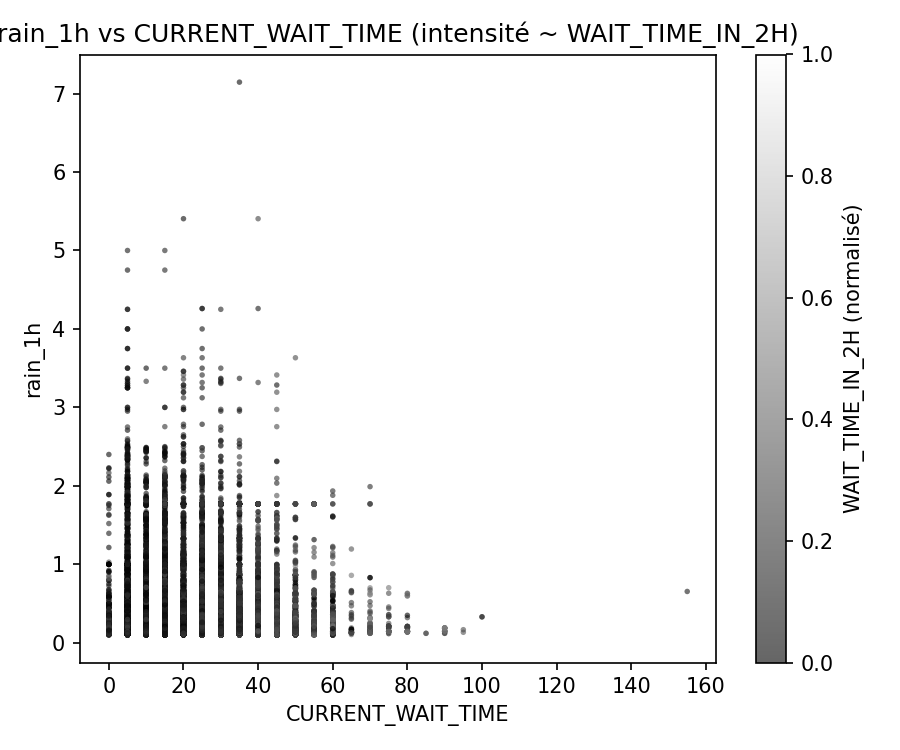 rain_1h vs CURRENT_WAIT_TIME (intensité ~ WAIT_TIME_IN_2H)
7
6
5
4
3
2
1
0
rain_1h
0 20 40 60 80 100 120 140 160
CURRENT_WAIT_TIME
1.0
0.8
0.6
0.4
0.2
0.0
WAIT_TIME_IN_2H (normalisé)